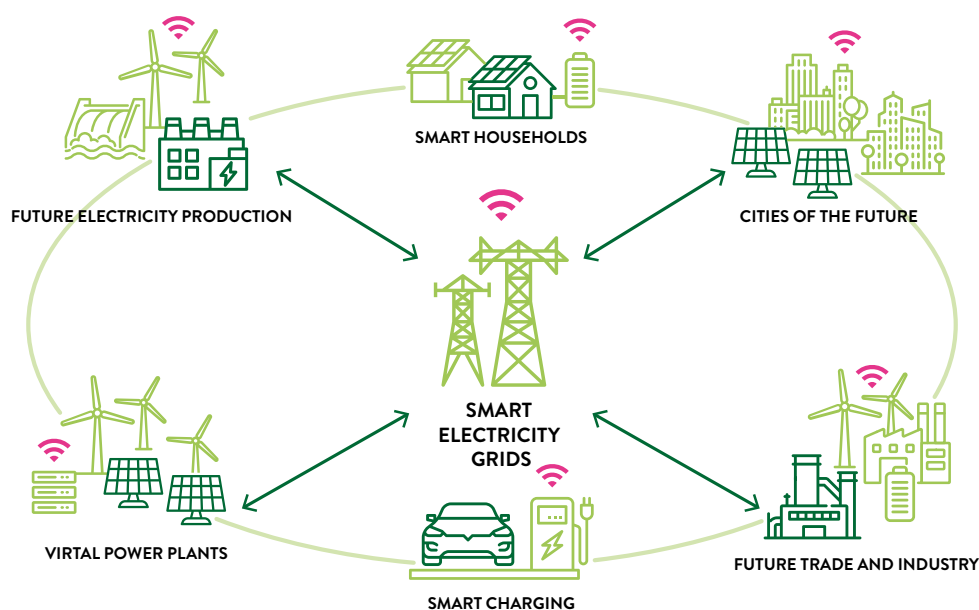 SMART HOUSEHOLDS
FUTURE ELECTRICITY PRODUCTION
CITIES OF THE FUTURE
SMART
ELECTRICITY
GRIDS
VIRTAL POWER PLANTS
FUTURE TRADE AND INDUSTRY
SMART CHARGING